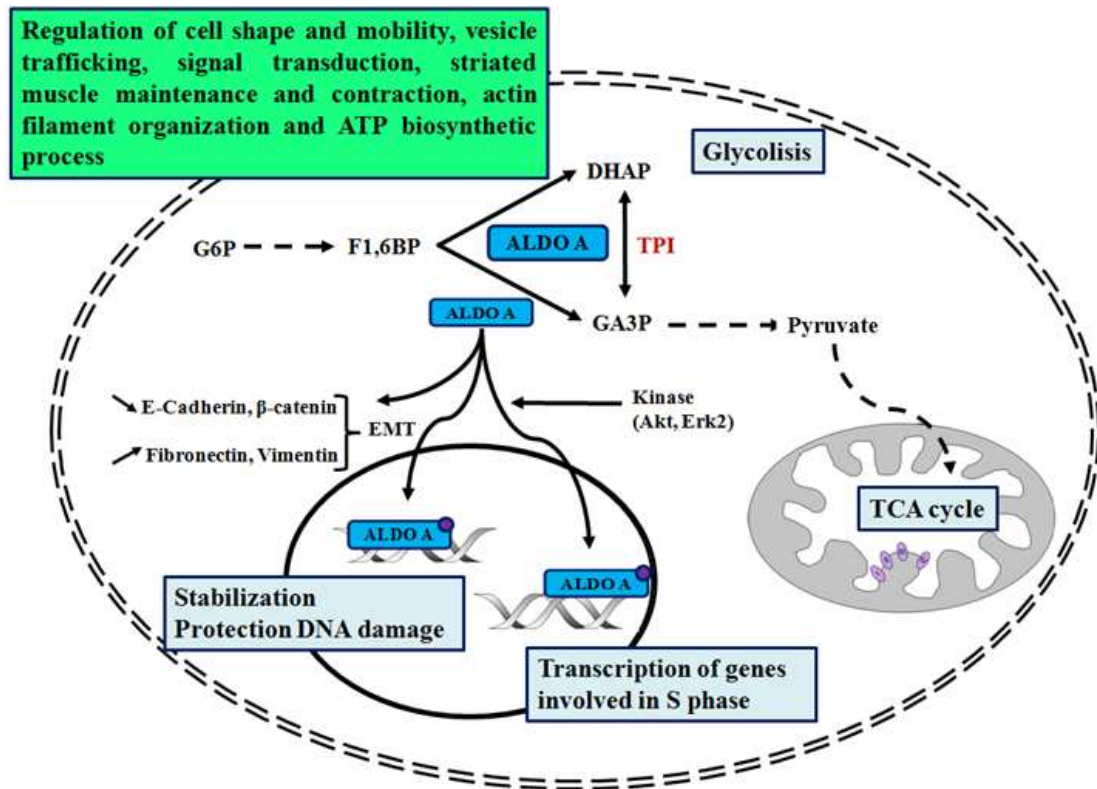 Regulation of cell shape and mobility, vesicle
trafficking, signal transduction, striated
muscle maintenance and contraction, actin
filament organization and ATP biosynthetic
process
Glycolisis
DHAP
G6P
F1,6BP
ALDO A
TPI
ALDO A
GA3P
Pyruvate
E-Cadherin, β-catenin
EMT
Fibronectin, Vimentin
Kinase
(Akt, Erk2)
TCA cycle
ALDO A
ALDO A
Stabilization
Protection DNA damage
Transcription of genes
involved in S phase